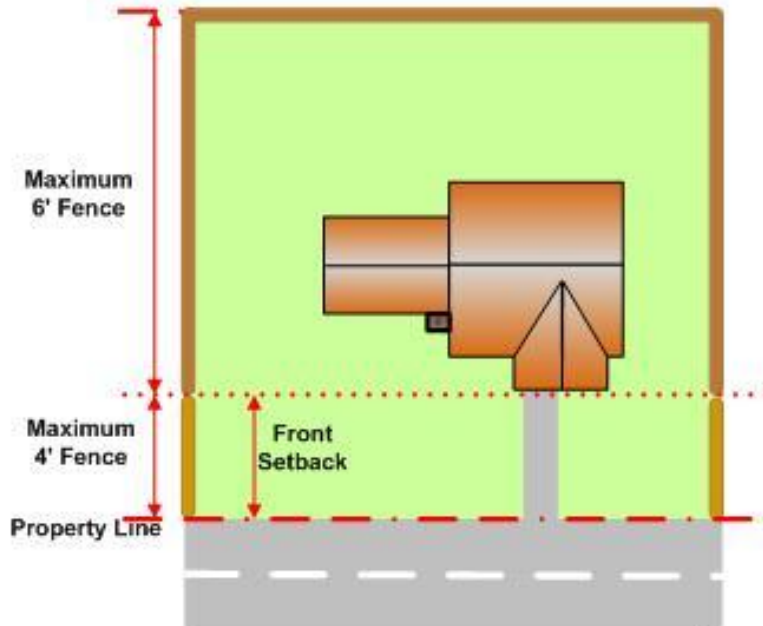 Maximum
6' Fence
Maximum
4' Fence
Front
Setback
Property Line